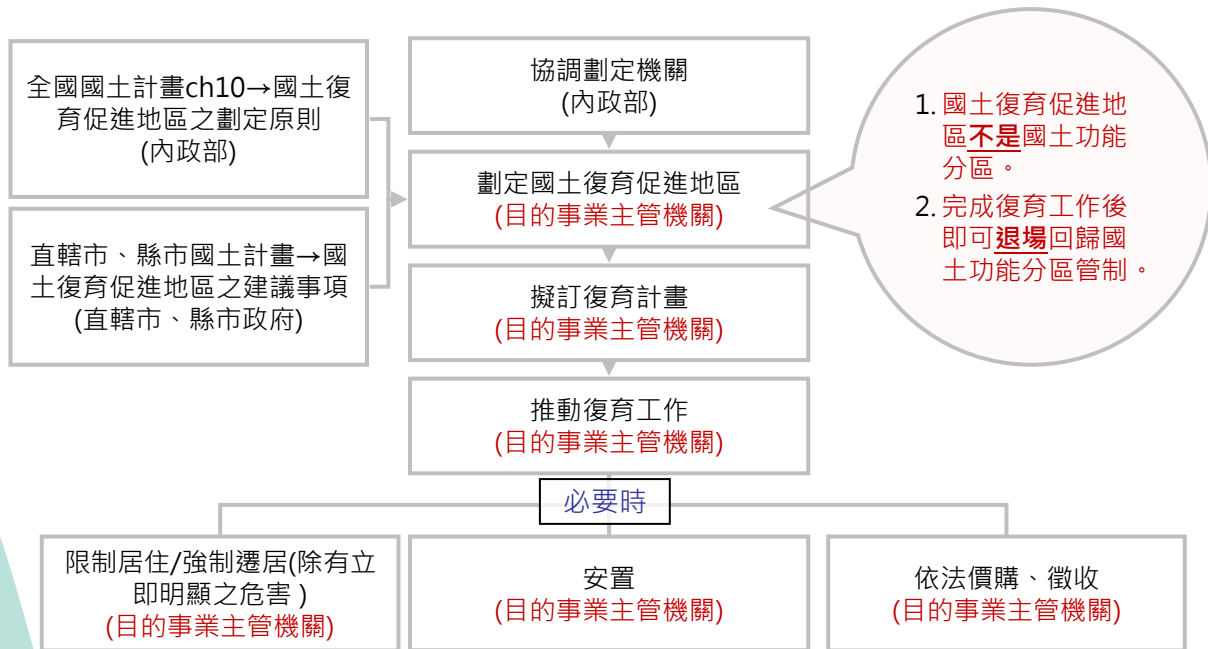 全國國土計畫ch10→國土復
育促進地區之劃定原則
(內政部)
直轄市、縣市國土計畫→國
土復育促進地區之建議事項
(直轄市、縣市政府)
協調劃定機關
(內政部)
劃定國土復育促進地區
(目的事業主管機關)
擬訂復育計畫
(目的事業主管機關)
推動復育工作
(目的事業主管機關)
1. 國土復育促進地
區不是國土功能
分區。
2. 完成復育工作後
即可退場回歸國
土功能分區管制。
必要時
限制居住/強制遷居(除有立
即明顯之危害 )
(目的事業主管機關)
安置
(目的事業主管機關)
依法價購、徵收
(目的事業主管機關)